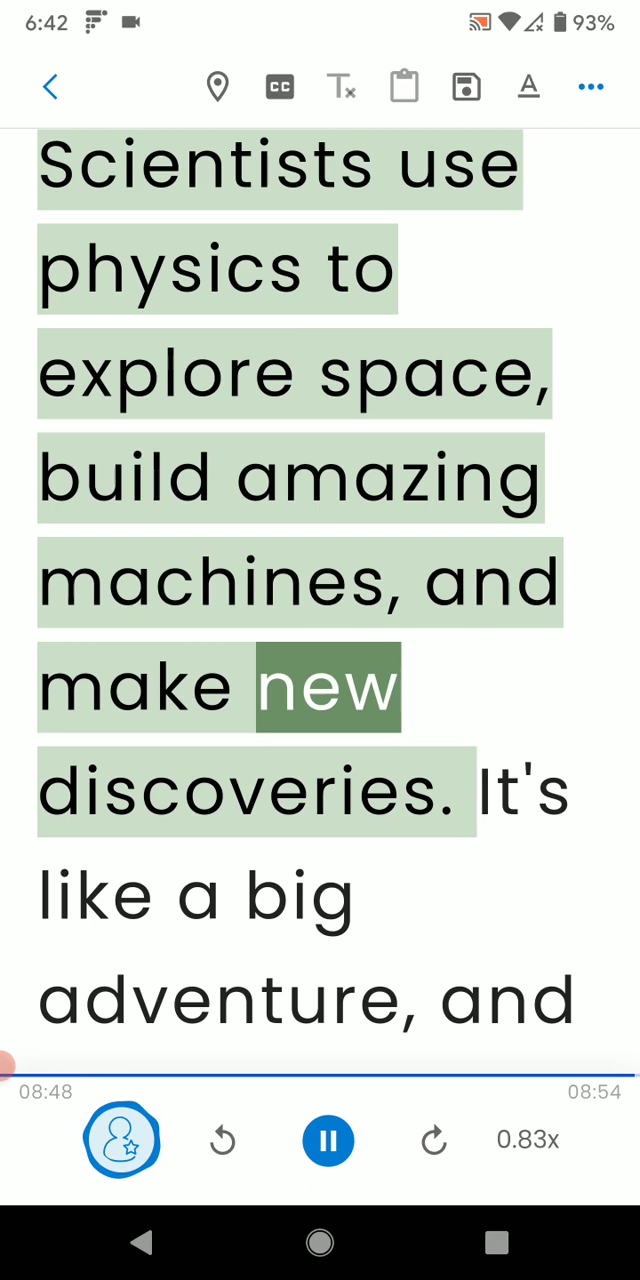 6:42
93%
CC
Scientists use
physics to
explore space,
build amazing
machines, and
make new
discoveries. It's
like a big
adventure, and
08:48
08:54
0.83x